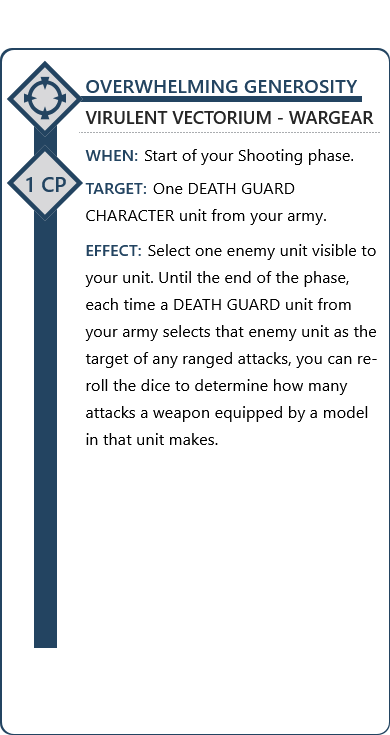 OVERWHELMING GENEROSITY
VIRULENT VECTORIUM - WARGEAR
WHEN: Start of your Shooting phase.
1 CP
TARGET: One DEATH GUARD
CHARACTER unit from your army.
EFFECT: Select one enemy unit visible to
your unit. Until the end of the phase,
each time a DEATH GUARD unit from
your army selects that enemy unit as the
target of any ranged attacks, you can re-
roll the dice to determine how many
attacks a weapon equipped by a model
in that unit makes.